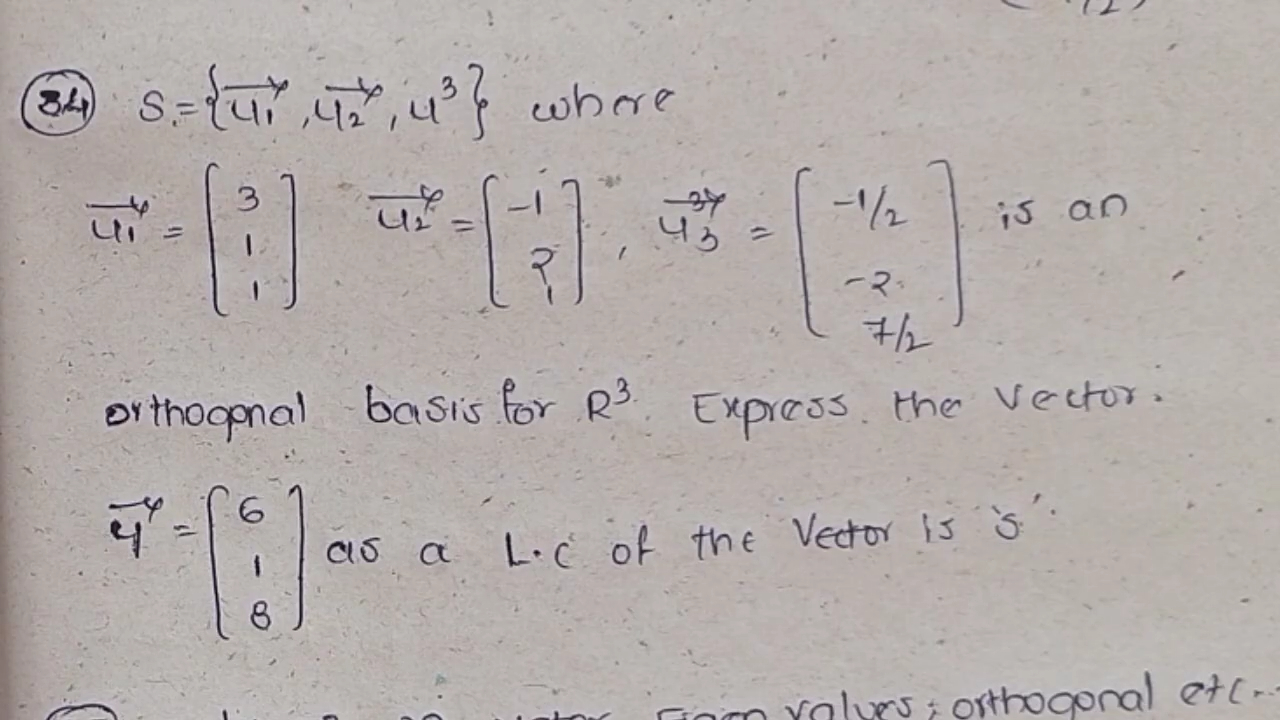 34 S = {u₁, u₂, u³} where
u₁ = [3 1 1] u₂ = [-1 2 1], u₃ = [-1/2 -2 7/2] is an
orthogonal basis for R³. Express the vector.
y = [6 1 8] as a L.C of the Vector is 's'.
values; orthogonal etc..